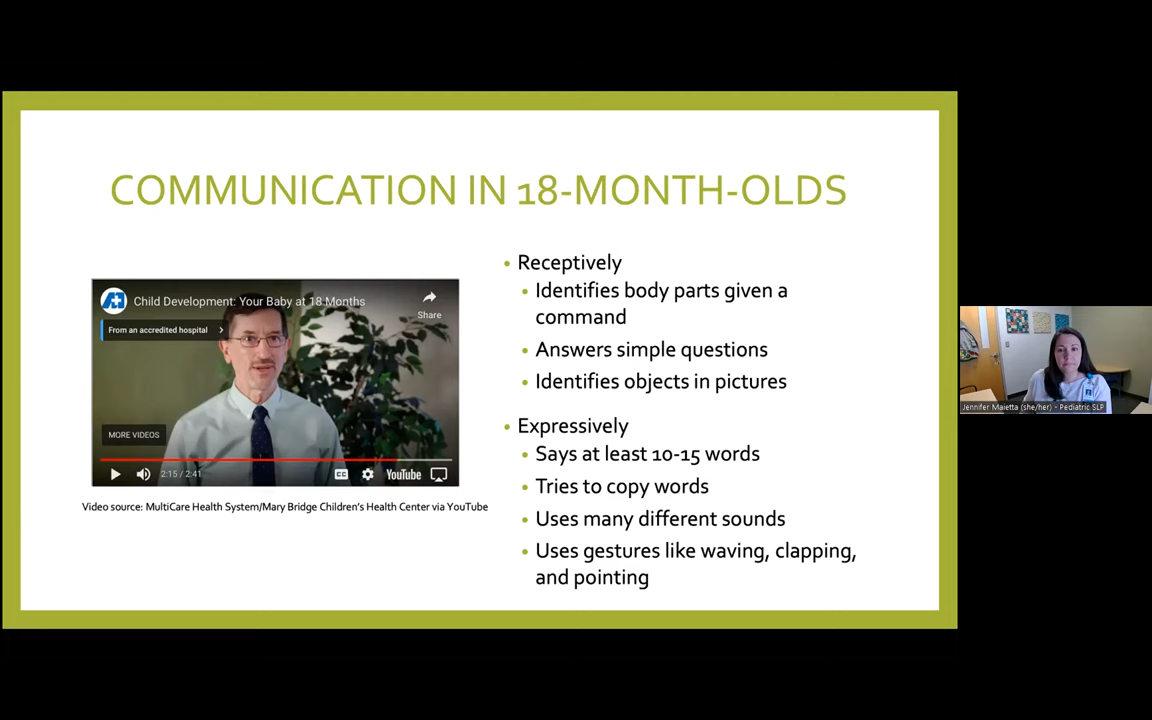 COMMUNICATION IN 18-MONTH-OLDS
Child Development: Your Baby at 18 Months
Share
From an accredited hospital
MORE VIDEOS
2:15 / 2:41
CC
YouTube
Video source: MultiCare Health System/Mary Bridge Children's Health Center via YouTube
• Receptively
• Identifies body parts given a
command
• Answers simple questions
• Identifies objects in pictures
• Expressively
• Says at least 10-15 words
• Tries to copy words
• Uses many different sounds
• Uses gestures like waving, clapping,
and pointing
Jennifer Maietta (she/her) - Pediatric SLP